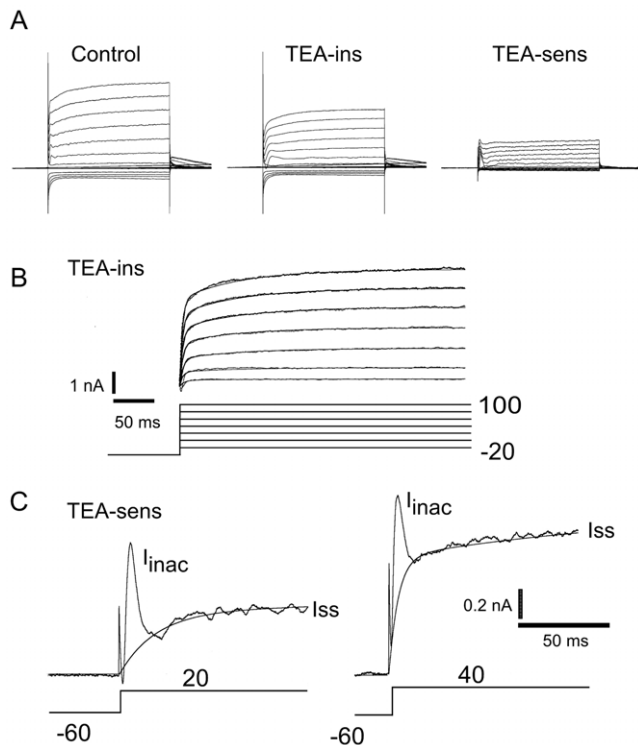 A
Control
TEA-ins
TEA-sens
B
TEA-ins
1 nA
50 ms
100
-20
C
TEA-sens
Iinac
Iss
20
-60
Iinac
Iss
0.2 nA
50 ms
40
-60